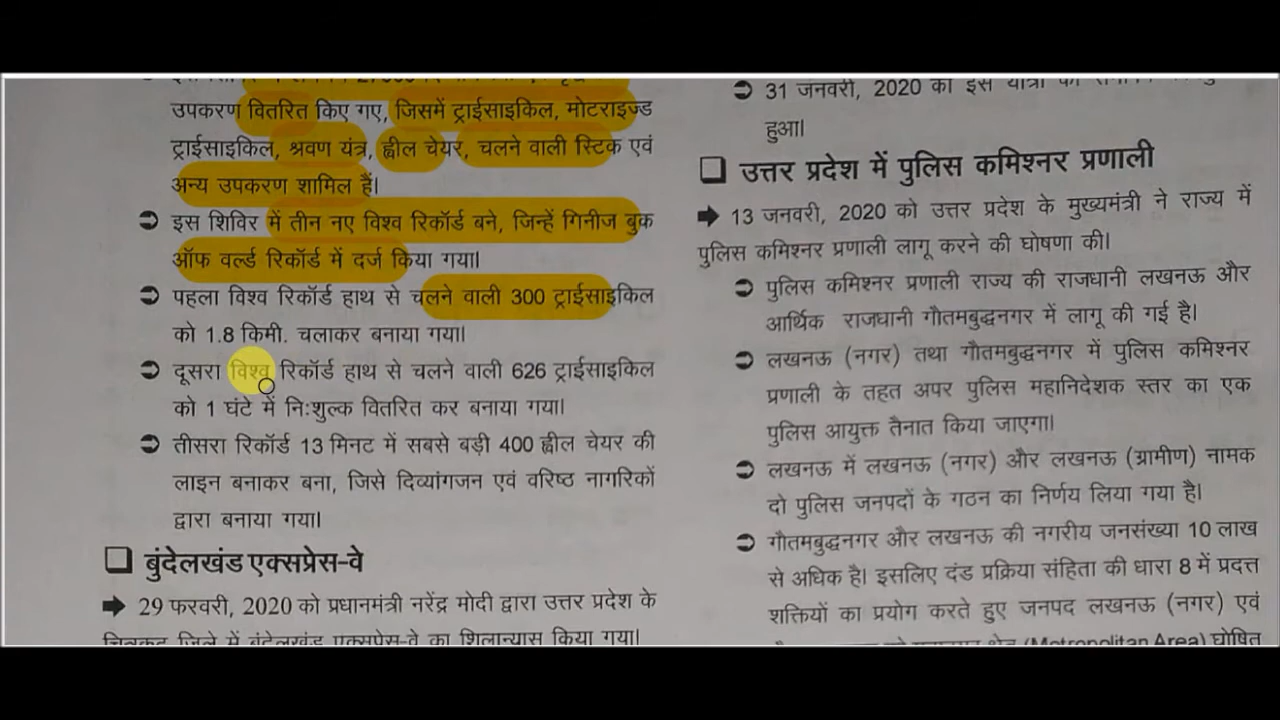 उपकरण वितरित किए गए, जिसमें ट्राईसाइकिल, मोटराइज्ड
ट्राईसाइकिल, श्रवण यंत्र, ह्वील चेयर, चलने वाली स्टिक एवं
अन्य उपकरण शामिल हैं।
➲ इस शिविर में तीन नए विश्व रिकॉर्ड बने, जिन्हें गिनीज बुक
ऑफ वर्ल्ड रिकॉर्ड में दर्ज किया गया।
➲ पहला विश्व रिकॉर्ड हाथ से चलने वाली 300 ट्राईसाइकिल
को 1.8 किमी. चलाकर बनाया गया।
➲ दूसरा विश्व रिकॉर्ड हाथ से चलने वाली 626 ट्राईसाइकिल
को 1 घंटे में निःशुल्क वितरित कर बनाया गया।
➲ तीसरा रिकॉर्ड 13 मिनट में सबसे बड़ी 400 ह्वील चेयर की
लाइन बनाकर बना, जिसे दिव्यांगजन एवं वरिष्ठ नागरिकों
द्वारा बनाया गया।
❑ बुंदेलखंड एक्सप्रेस-वे
➡ 29 फरवरी, 2020 को प्रधानमंत्री नरेंद्र मोदी द्वारा उत्तर प्रदेश के
चित्रकूट जिले में बुंदेलखंड एक्सप्रेस-वे का शिलान्यास किया गया।
➲ 31 जनवरी, 2020 को इस यात्रा का
हुआ।
❑ उत्तर प्रदेश में पुलिस कमिश्नर प्रणाली
➡ 13 जनवरी, 2020 को उत्तर प्रदेश के मुख्यमंत्री ने राज्य में
पुलिस कमिश्नर प्रणाली लागू करने की घोषणा की।
➲ पुलिस कमिश्नर प्रणाली राज्य की राजधानी लखनऊ और
आर्थिक राजधानी गौतमबुद्धनगर में लागू की गई है।
➲ लखनऊ (नगर) तथा गौतमबुद्धनगर में पुलिस कमिश्नर
प्रणाली के तहत अपर पुलिस महानिदेशक स्तर का एक
पुलिस आयुक्त तैनात किया जाएगा।
➲ लखनऊ में लखनऊ (नगर) और लखनऊ (ग्रामीण) नामक
दो पुलिस जनपदों के गठन का निर्णय लिया गया है।
➲ गौतमबुद्धनगर और लखनऊ की नगरीय जनसंख्या 10 लाख
से अधिक है। इसलिए दंड प्रक्रिया संहिता की धारा 8 में प्रदत्त
शक्तियों का प्रयोग करते हुए जनपद लखनऊ (नगर) एवं
(Metropolitan Area) घोषित